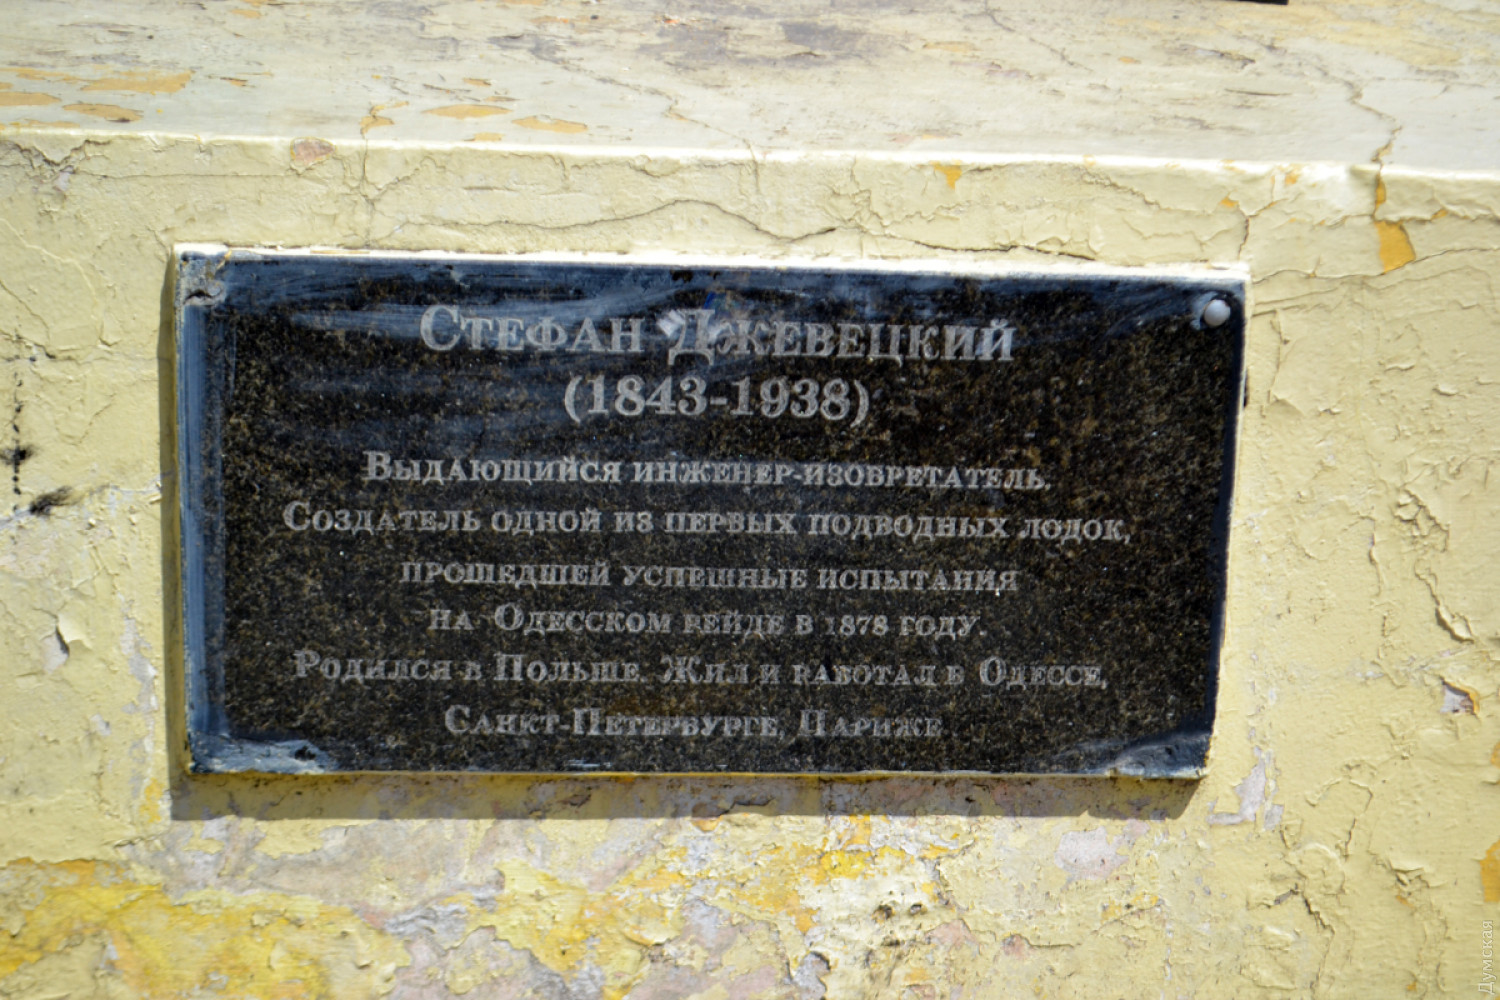 Стефан Джевецкий
(1843-1938)
Выдающийся инженер-изобретатель.
Создатель одной из первых подводных лодок,
прошедшей успешные испытания
на Одесском рейде в 1878 году.
Родился в Польше. Жил и работал в Одессе,
Санкт-Петербурге, Париже
Думская